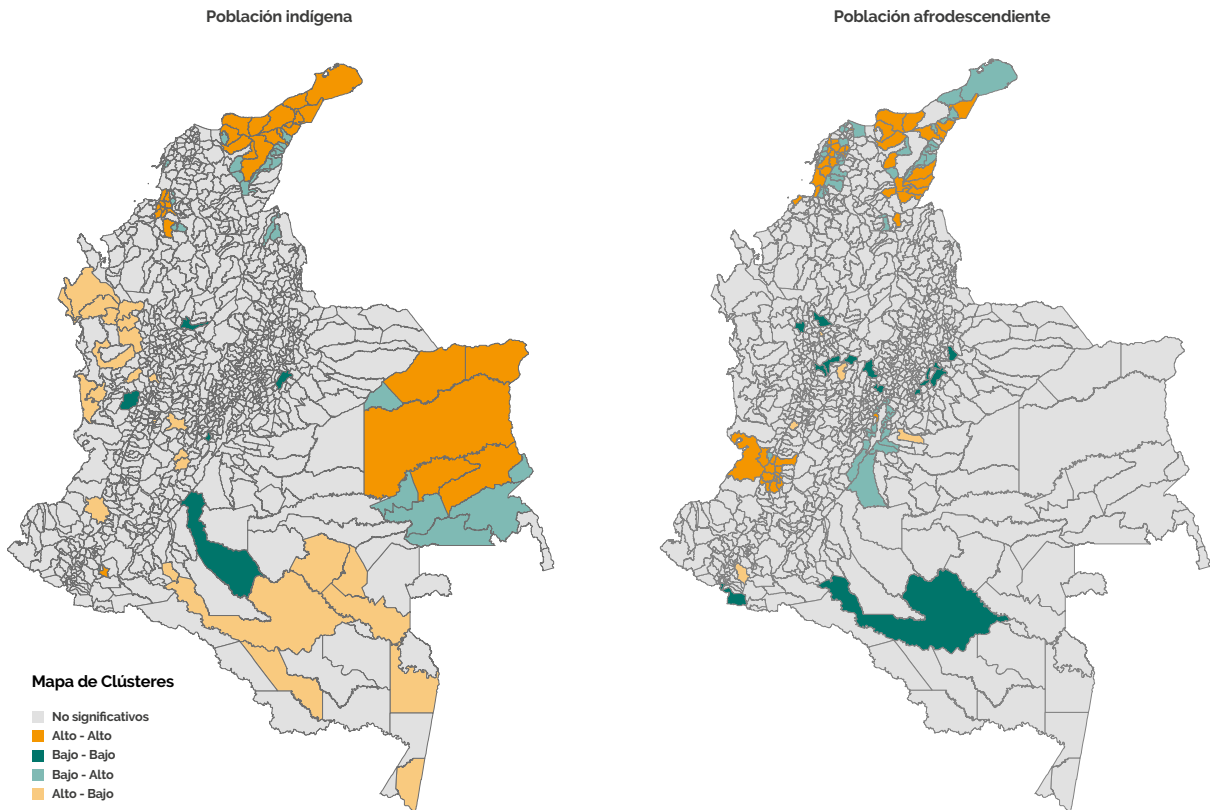 Población indígena
Población afrodescendiente
Mapa de Clústeres
No significativos
Alto - Alto
Bajo - Bajo
Bajo - Alto
Alto - Bajo